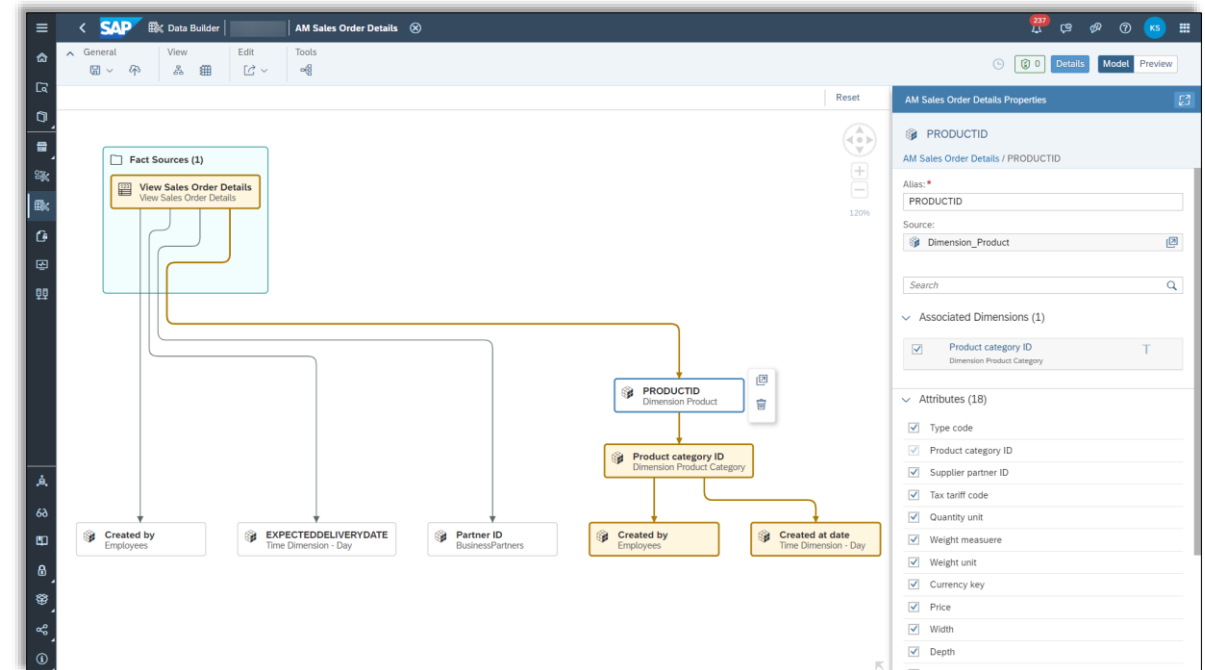 SAP
Data Builder
AM Sales Order Details
237
KS
General
View
Edit
Tools
0
Details
Model
Preview
Reset
120%
Fact Sources (1)
View Sales Order Details
View Sales Order Details
PRODUCTID
Dimension Product
Product category ID
Dimension Product Category
Created by
Employees
EXPECTEDDELIVERYDATE
Time Dimension - Day
Partner ID
BusinessPartners
Created by
Employees
Created at date
Time Dimension - Day
AM Sales Order Details Properties
PRODUCTID
AM Sales Order Details / PRODUCTID
Alias:*
PRODUCTID
Source:
Dimension_Product
Search
Associated Dimensions (1)
Product category ID
T
Dimension Product Category
Attributes (18)
Type code
Product category ID
Supplier partner ID
Tax tariff code
Quantity unit
Weight measuere
Weight unit
Currency key
Price
Width
Depth